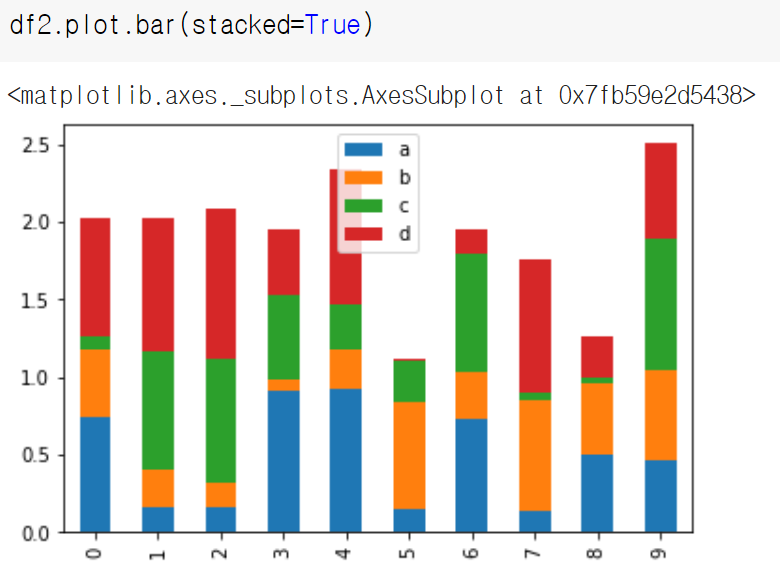 df2.plot.bar(stacked=True)
<matplotlib.axes._subplots.AxesSubplot at 0x7fb59e2d5438>
2.5
2.0
1.5
1.0
0.5
0.0
a
b
c
d
0 1 2 3 4 5 6 7 8 9